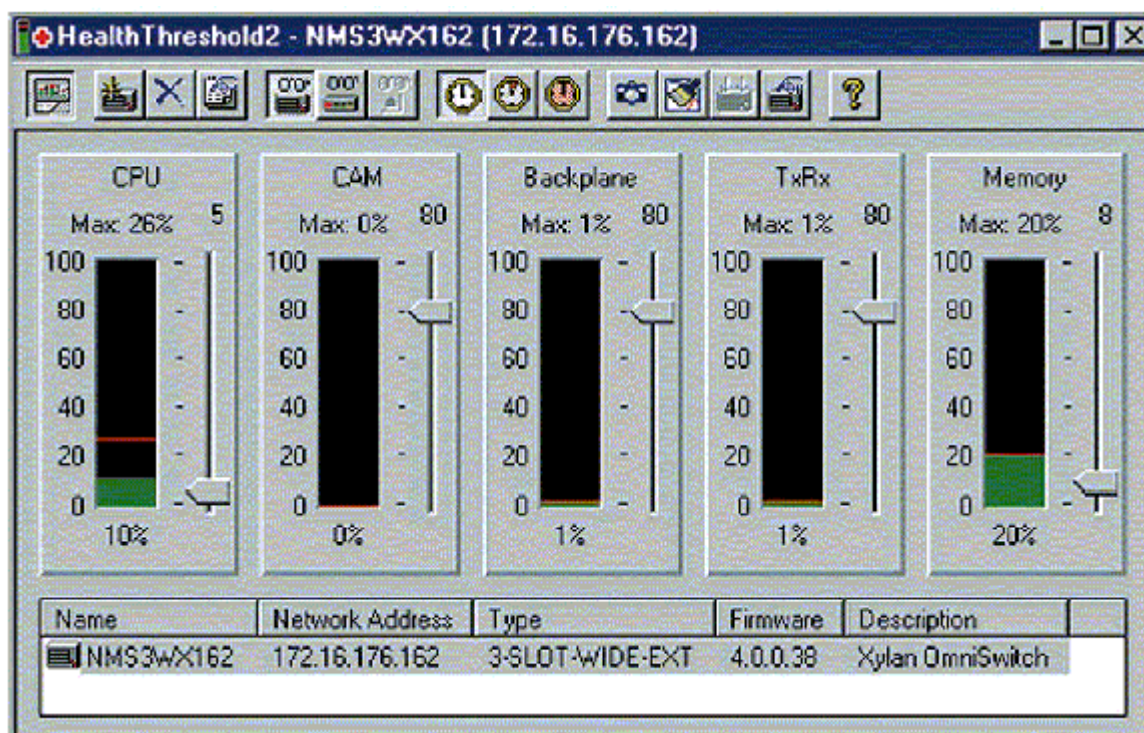 HealthThreshold2 - NMS3WX162 (172.16.176.162)
CPU CAM Backplane TxRx Memory
Max: 26% 5 Max: 0% 80 Max: 1% 80 Max: 1% 80 Max: 20% 8
100 100 100 100 100
80 80 80 80 80
60 60 60 60 60
40 40 40 40 40
20 20 20 20 20
0 0 0 0 0
10% 0% 1% 1% 20%
Name Network Address Type Firmware Description
NMS3WX162 172.16.176.162 3-SLOT-WIDE-EXT 4.0.0.38 Xylan OmniSwitch